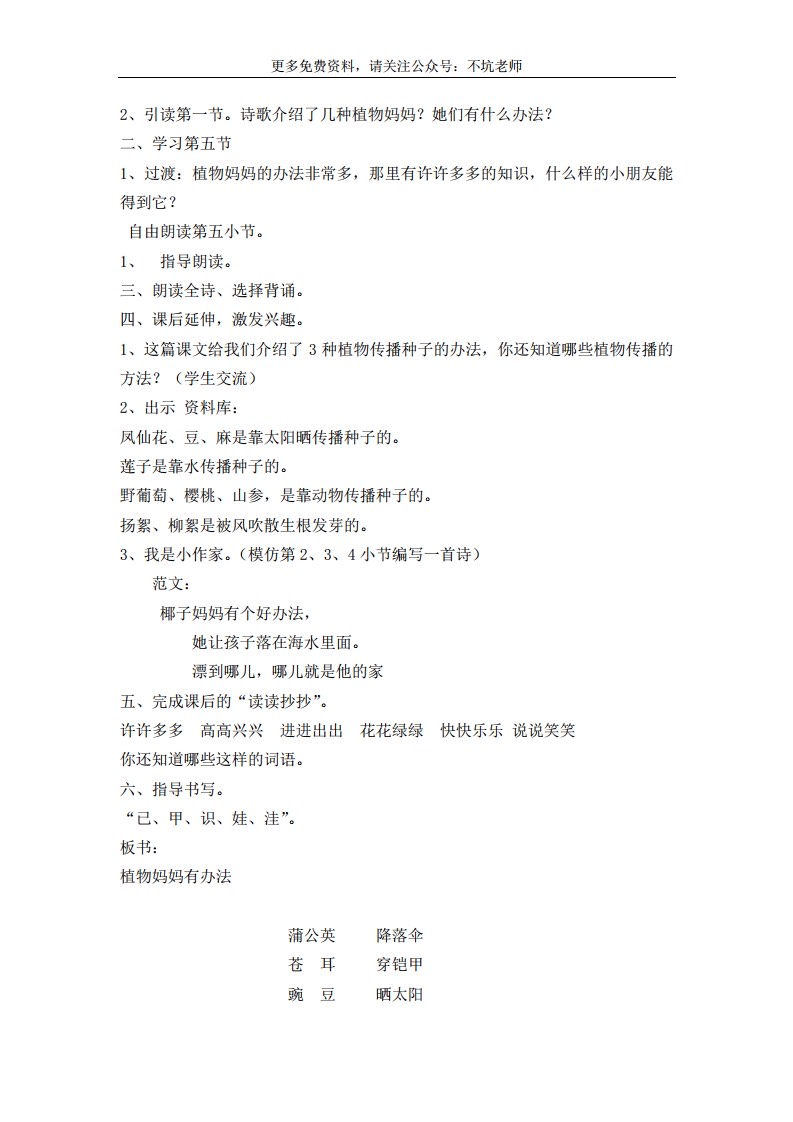 更多免费资料，请关注公众号：不坑老师
2、引读第一节。诗歌介绍了几种植物妈妈？她们有什么办法？
二、学习第五节
1、过渡：植物妈妈的办法非常多，那里有许许多多的知识，什么样的小朋友能
得到它？
自由朗读第五小节。
1、　指导朗读。
三、朗读全诗、选择背诵。
四、课后延伸，激发兴趣。
1、这篇课文给我们介绍了 3 种植物传播种子的办法，你还知道哪些植物传播的
方法？（学生交流）
2、出示 资料库：
凤仙花、豆、麻是靠太阳晒传播种子的。
莲子是靠水传播种子的。
野葡萄、樱桃、山参，是靠动物传播种子的。
扬絮、柳絮是被风吹散生根发芽的。
3、我是小作家。（模仿第 2、3、4 小节编写一首诗）
范文：
椰子妈妈有个好办法，
她让孩子落在海水里面。
漂到哪儿，哪儿就是他的家
五、完成课后的“读读抄抄”。
许许多多　高高兴兴　进进出出　花花绿绿　快快乐乐 说说笑笑
你还知道哪些这样的词语。
六、指导书写。
“已、甲、识、娃、洼”。
板书：
植物妈妈有办法
蒲公英　　降落伞
苍　耳　　穿铠甲
豌　豆　　晒太阳